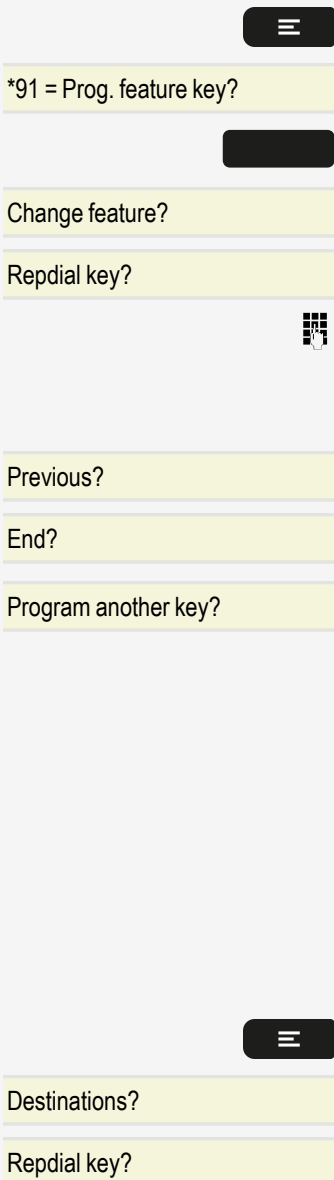 *91 = Prog. feature key?
Change feature?
Repdial key?
Previous?
End?
Program another key?
Destinations?
Repdial key?